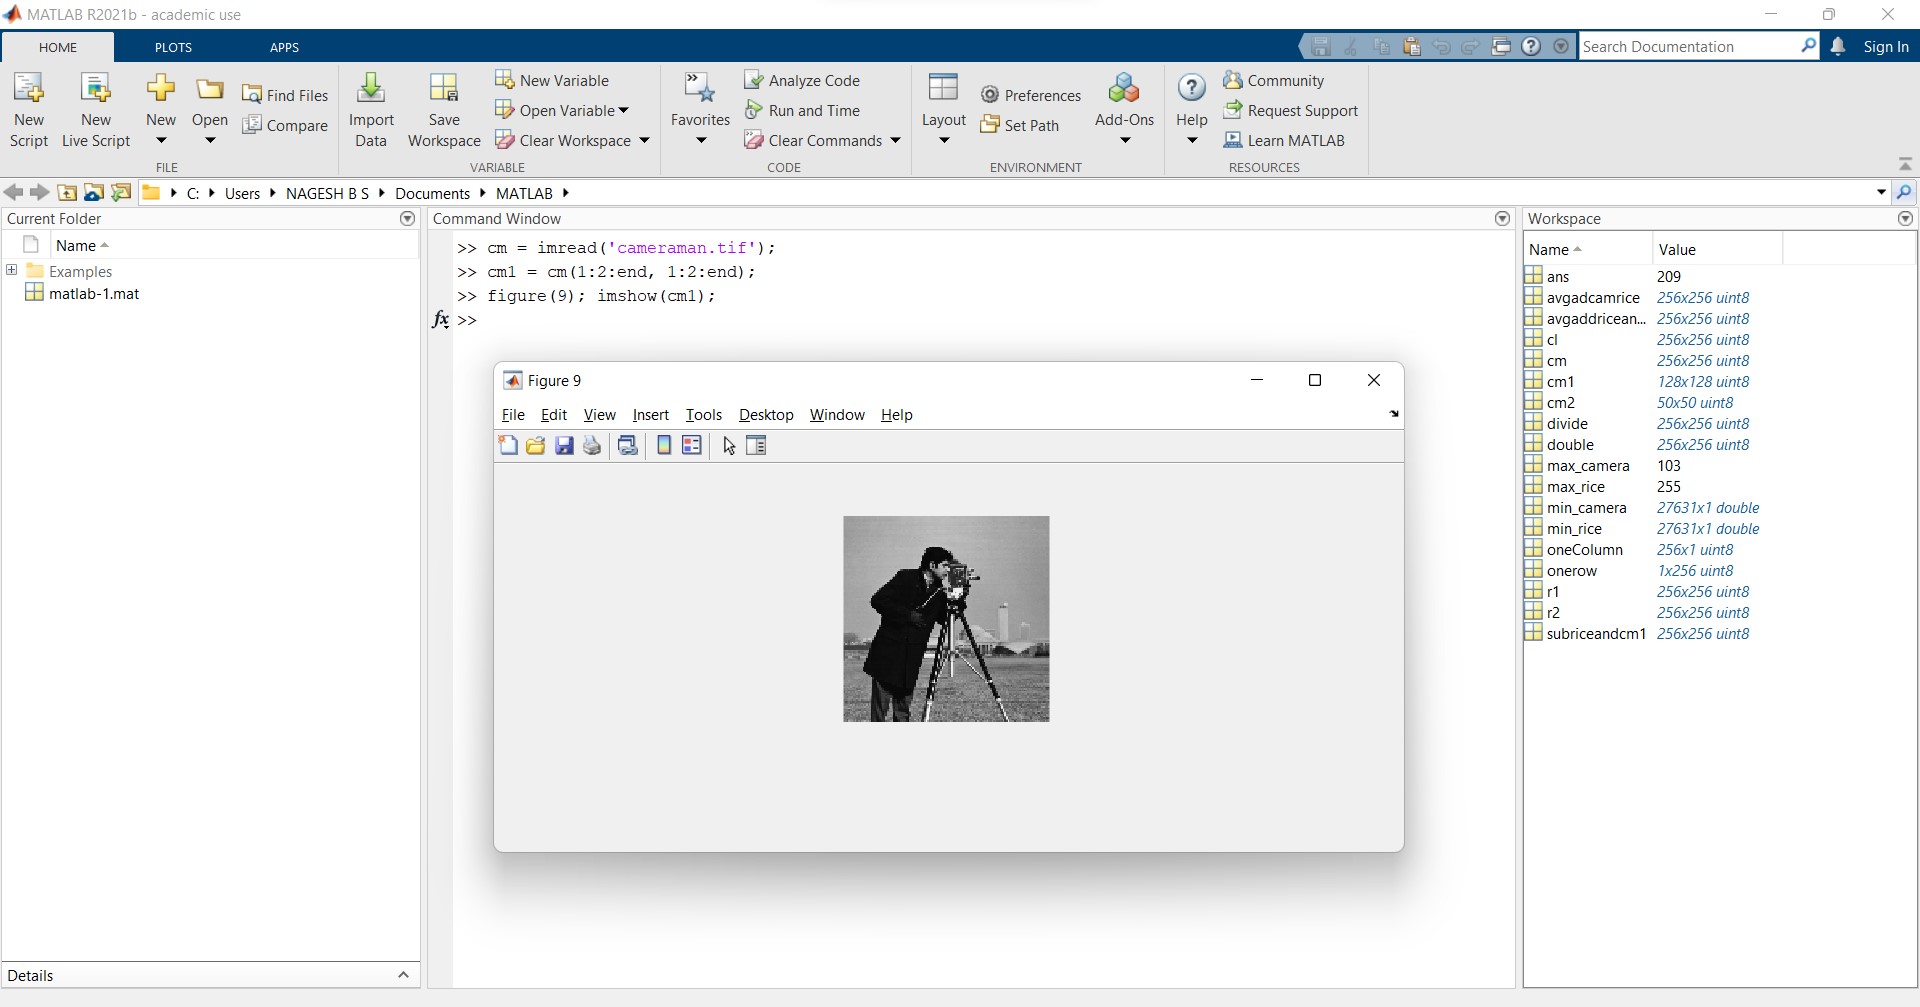 MATLAB R2021b - academic use
HOME PLOTS APPS
Search Documentation
Sign In
New Script
New Live Script
New
Open
Find Files
Compare
FILE
Import Data
Save Workspace
New Variable
Open Variable
Clear Workspace
VARIABLE
Favorites
Analyze Code
Run and Time
Clear Commands
CODE
Layout
Preferences
Set Path
Add-Ons
ENVIRONMENT
Help
Community
Request Support
Learn MATLAB
RESOURCES
C: Users NAGESH B S Documents MATLAB
Current Folder
Name
Examples
matlab-1.mat
Details
Command Window
>> cm = imread('cameraman.tif');
>> cm1 = cm(1:2:end, 1:2:end);
>> figure(9); imshow(cm1);
fx >>
Figure 9
File Edit View Insert Tools Desktop Window Help
Workspace
Name Value
ans 209
avgadcamrice 256x256 uint8
avgaddricean... 256x256 uint8
cl 256x256 uint8
cm 256x256 uint8
cm1 128x128 uint8
cm2 50x50 uint8
divide 256x256 uint8
double 256x256 uint8
max_camera 103
max_rice 255
min_camera 27631x1 double
min_rice 27631x1 double
oneColumn 256x1 uint8
onerow 1x256 uint8
r1 256x256 uint8
r2 256x256 uint8
subriceandcm1 256x256 uint8